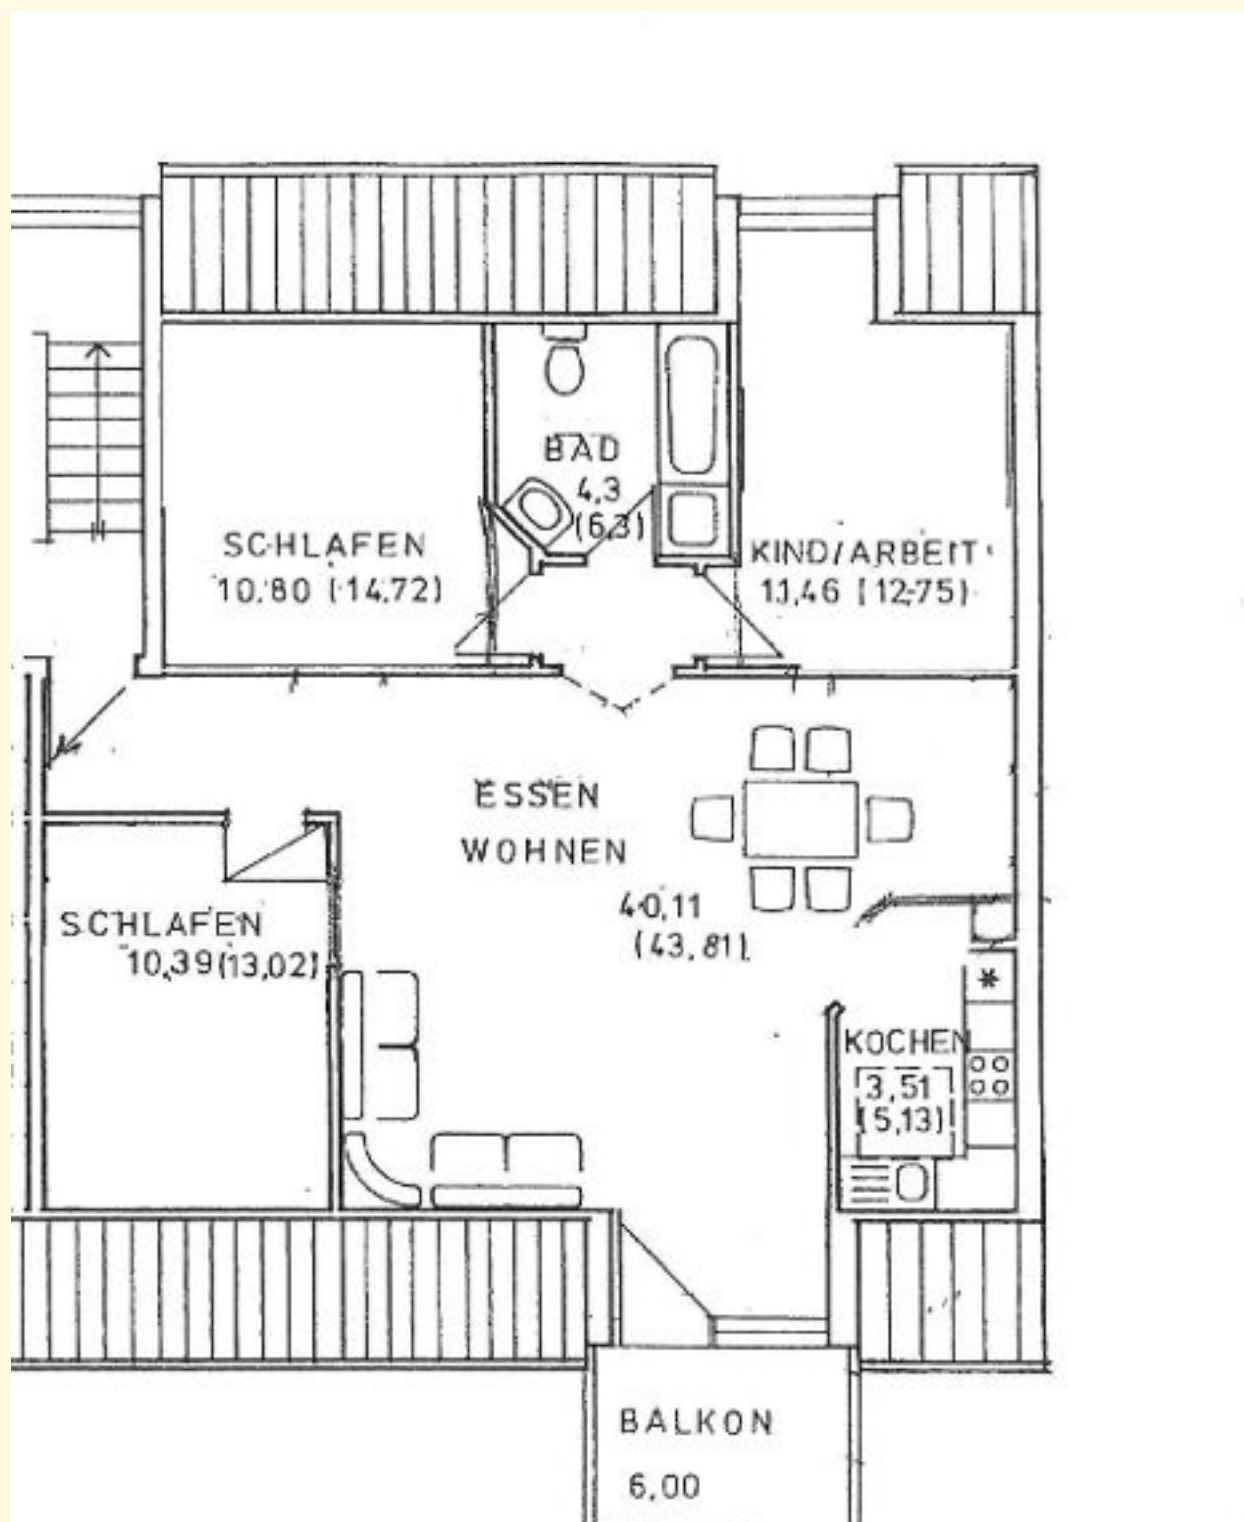 BAD
4,3
(6,3)
SCHLAFEN
10,80 (14,72)
KIND/ARBEIT
11,46 (12,75)
ESSEN
WOHNEN
40,11
(43,81)
SCHLAFEN
10,39 (13,02)
KOCHEN
3,51
(5,13)
BALKON
6,00